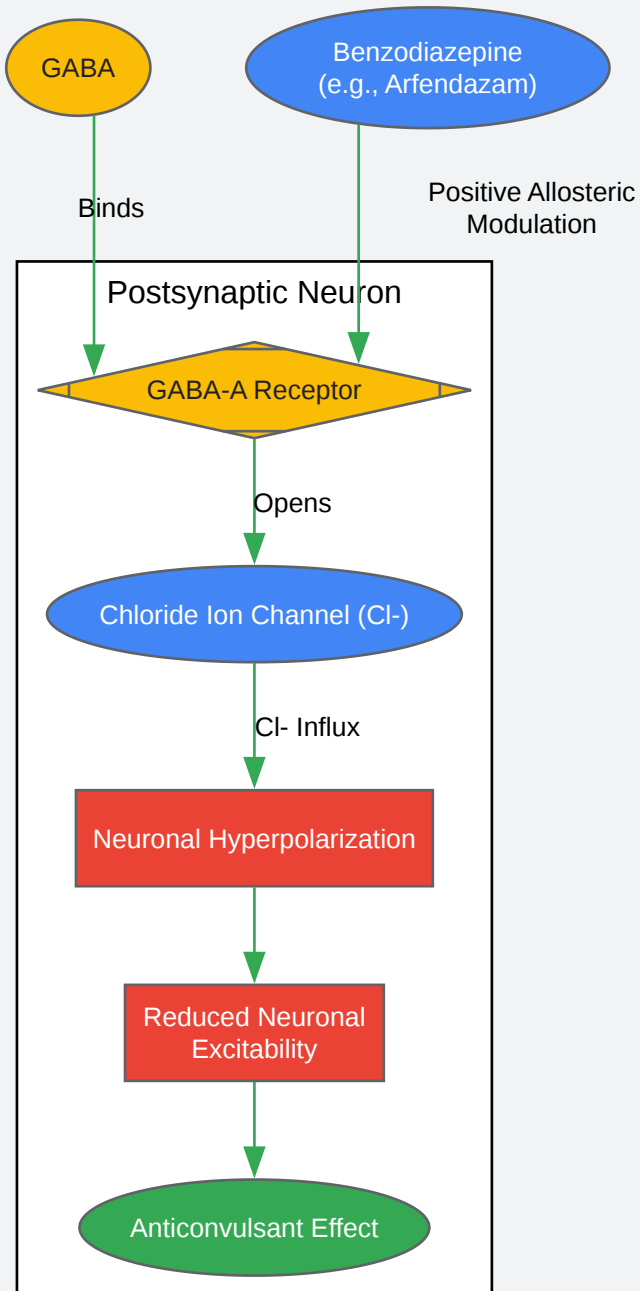 GABA
Benzodiazepine
(e.g., Arfendazam)
Binds
Positive Allosteric
Modulation
Postsynaptic Neuron
GABA-A Receptor
Opens
Chloride Ion Channel (Cl-)
Cl- Influx
Neuronal Hyperpolarization
Reduced Neuronal
Excitability
Anticonvulsant Effect